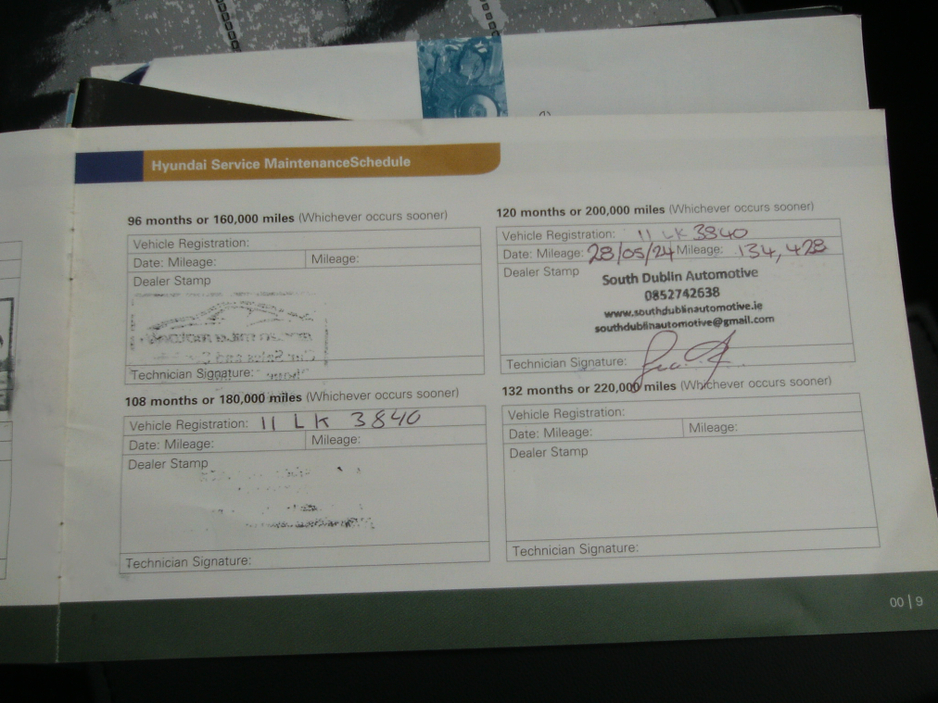 Hyundai Service MaintenanceSchedule
96 months or 160,000 miles (Whichever occurs sooner)
Vehicle Registration:
Date: Mileage: Mileage:
Dealer Stamp
Technician Signature:
108 months or 180,000 miles (Whichever occurs sooner)
Vehicle Registration: 11 LK 3840
Date: Mileage: Mileage:
Dealer Stamp
Technician Signature:
120 months or 200,000 miles (Whichever occurs sooner)
Vehicle Registration: 11 LK 3840
Date: Mileage: 28/05/24 Mileage: 134,428
Dealer Stamp
South Dublin Automotive
0852742638
www.southdublinautomotive.ie
southdublinautomotive@gmail.com
Technician Signature:
132 months or 220,000 miles (Whichever occurs sooner)
Vehicle Registration:
Date: Mileage: Mileage:
Dealer Stamp
Technician Signature:
00 | 9